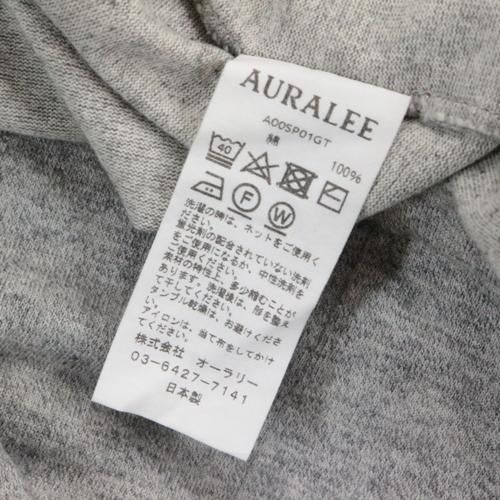 AURALEE
A00SP01GT
綿 100%
40
F W
洗濯の時は、ネットをご使用く
ださい。
蛍光剤の配合されていない洗剤
をご使用になるか、中性洗剤を
ご使用ください。
素材の特性上、多少縮むことが
あります。洗濯後は、形を整え
て干してください。
タンブル乾燥は、お避けくださ
い。
アイロンは、当て布をしてかけ
てください。
株式会社 オーラリー
03-6427-7141
日本製